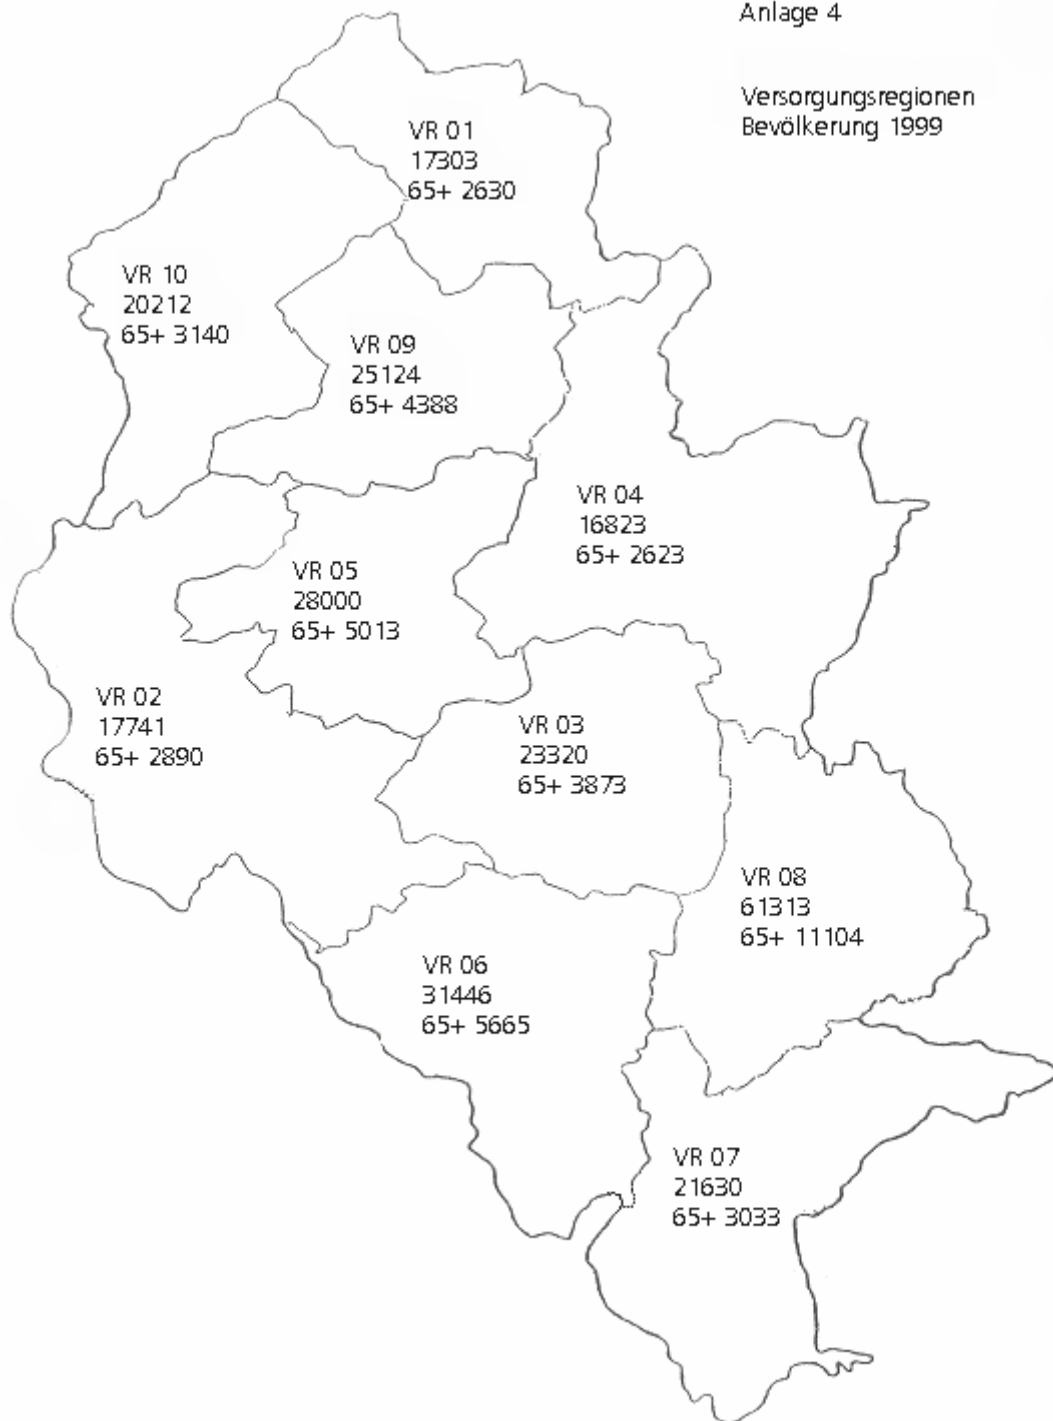 Anlage 4
Versorgungsregionen
Bevölkerung 1999
VR 01
17303
65+ 2630
VR 10
20212
65+ 3140
VR 09
25124
65+ 4388
VR 04
16823
65+ 2623
VR 05
28000
65+ 5013
VR 02
17741
65+ 2890
VR 03
23320
65+ 3873
VR 08
61313
65+ 11104
VR 06
31446
65+ 5665
VR 07
21630
65+ 3033